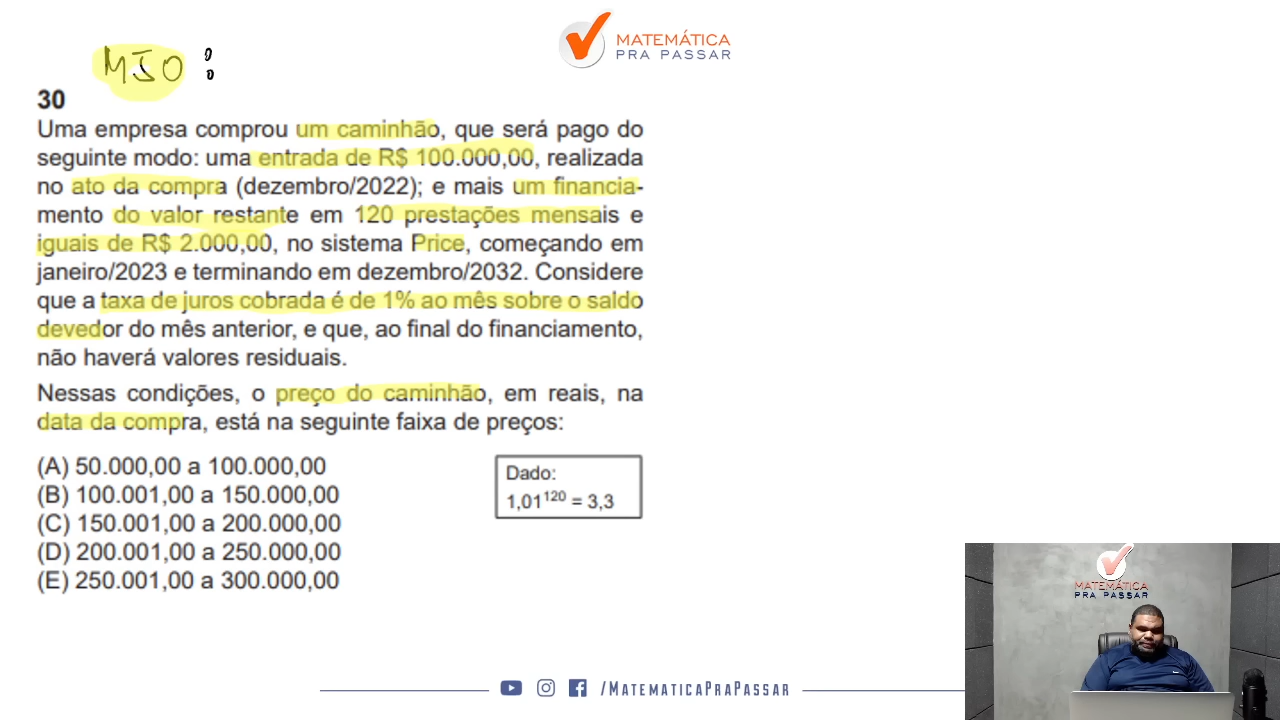 MATEMÁTICA
PRA PASSAR
MJO :
30
Uma empresa comprou um caminhão, que será pago do
seguinte modo: uma entrada de R$ 100.000,00, realizada
no ato da compra (dezembro/2022); e mais um financia-
mento do valor restante em 120 prestações mensais e
iguais de R$ 2.000,00, no sistema Price, começando em
janeiro/2023 e terminando em dezembro/2032. Considere
que a taxa de juros cobrada é de 1% ao mês sobre o saldo
devedor do mês anterior, e que, ao final do financiamento,
não haverá valores residuais.
Nessas condições, o preço do caminhão, em reais, na
data da compra, está na seguinte faixa de preços:
(A) 50.000,00 a 100.000,00
(B) 100.001,00 a 150.000,00
(C) 150.001,00 a 200.000,00
(D) 200.001,00 a 250.000,00
(E) 250.001,00 a 300.000,00
Dado:
1,01¹²⁰ = 3,3
MATEMÁTICA
PRA PASSAR
/MATEMATICAPRAPASSAR